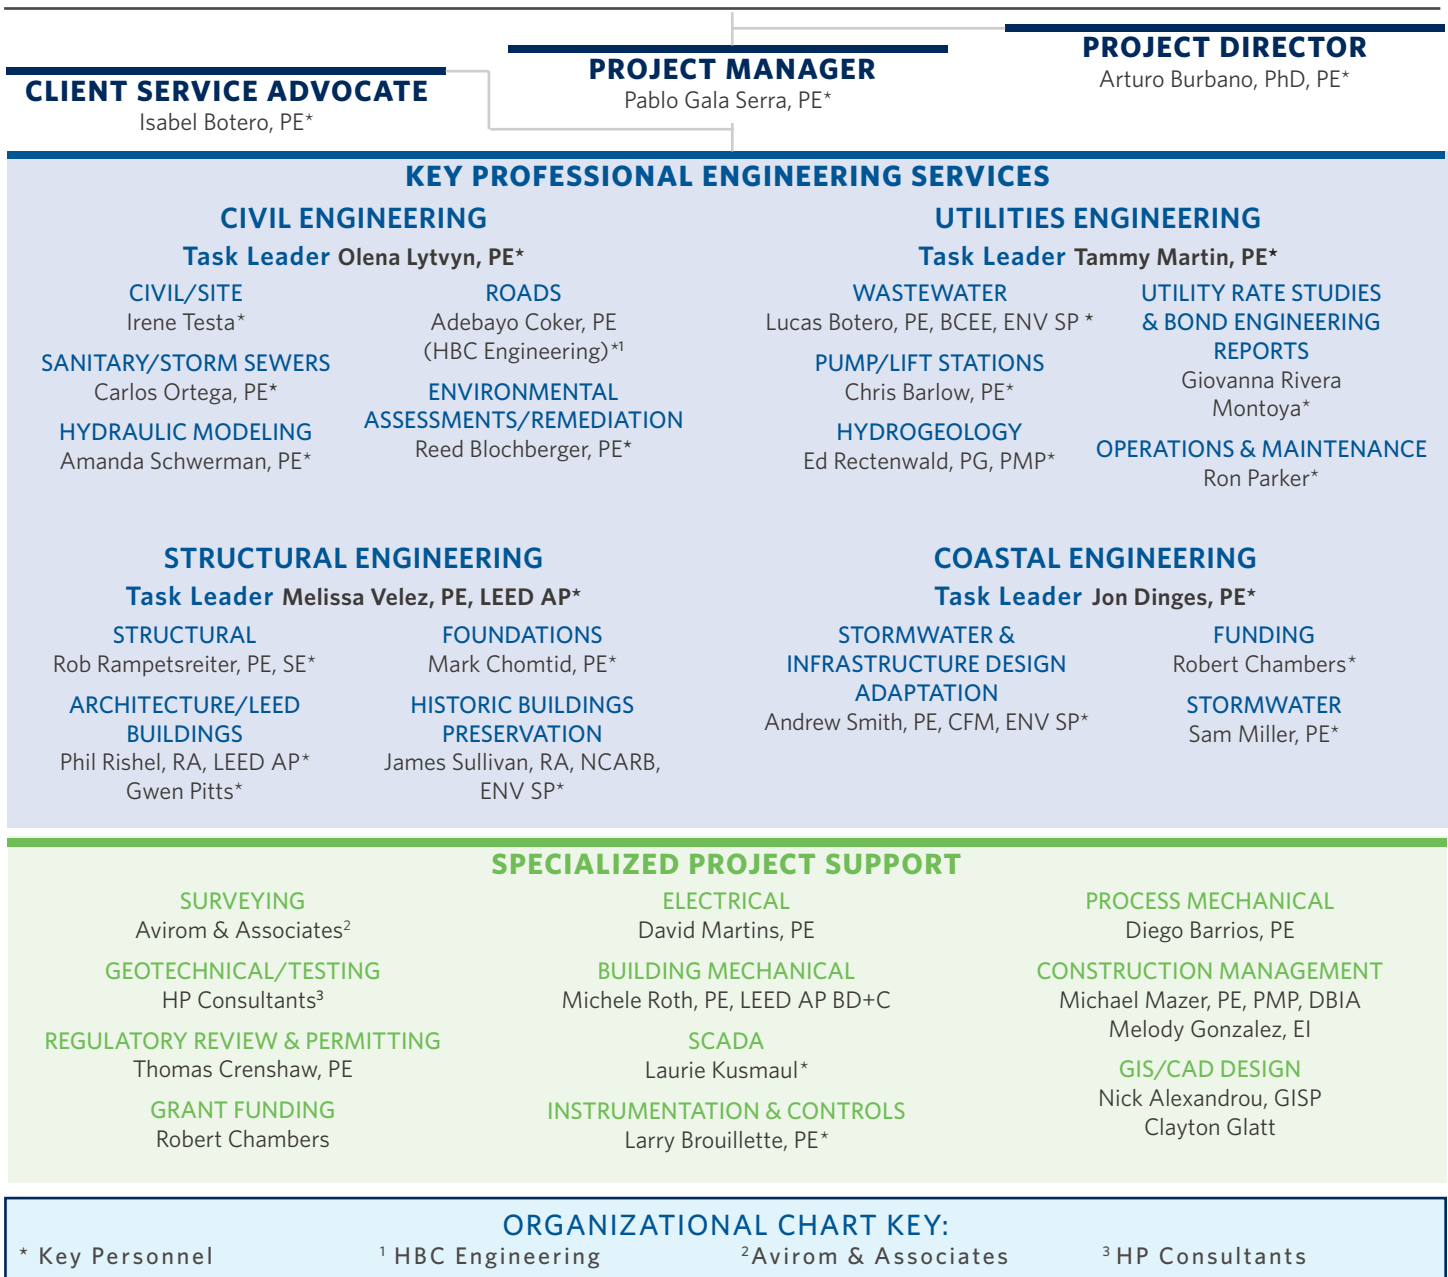 PROJECT DIRECTOR
Arturo Burbano, PhD, PE*
PROJECT MANAGER
Pablo Gala Serra, PE*
CLIENT SERVICE ADVOCATE
Isabel Botero, PE*
KEY PROFESSIONAL ENGINEERING SERVICES
CIVIL ENGINEERING
Task Leader Olena Lytvyn, PE*
CIVIL/SITE
Irene Testa*
SANITARY/STORM SEWERS
Carlos Ortega, PE*
HYDRAULIC MODELING
Amanda Schwerman, PE*
ROADS
Adebayo Coker, PE
(HBC Engineering)*¹
ENVIRONMENTAL
ASSESSMENTS/REMEDIATION
Reed Blochberger, PE*
UTILITIES ENGINEERING
Task Leader Tammy Martin, PE*
WASTEWATER
Lucas Botero, PE, BCEE, ENV SP *
PUMP/LIFT STATIONS
Chris Barlow, PE*
HYDROGEOLOGY
Ed Rectenwald, PG, PMP*
UTILITY RATE STUDIES
& BOND ENGINEERING
REPORTS
Giovanna Rivera
Montoya*
OPERATIONS & MAINTENANCE
Ron Parker*
STRUCTURAL ENGINEERING
Task Leader Melissa Velez, PE, LEED AP*
STRUCTURAL
Rob Rampetsreiter, PE, SE*
ARCHITECTURE/LEED
BUILDINGS
Phil Rishel, RA, LEED AP*
Gwen Pitts*
FOUNDATIONS
Mark Chomtid, PE*
HISTORIC BUILDINGS
PRESERVATION
James Sullivan, RA, NCARB,
ENV SP*
COASTAL ENGINEERING
Task Leader Jon Dinges, PE*
STORMWATER &
INFRASTRUCTURE DESIGN
ADAPTATION
Andrew Smith, PE, CFM, ENV SP*
FUNDING
Robert Chambers*
STORMWATER
Sam Miller, PE*
SPECIALIZED PROJECT SUPPORT
SURVEYING
Avirom & Associates²
GEOTECHNICAL/TESTING
HP Consultants³
REGULATORY REVIEW & PERMITTING
Thomas Crenshaw, PE
GRANT FUNDING
Robert Chambers
ELECTRICAL
David Martins, PE
BUILDING MECHANICAL
Michele Roth, PE, LEED AP BD+C
SCADA
Laurie Kusmaul*
INSTRUMENTATION & CONTROLS
Larry Brouillette, PE*
PROCESS MECHANICAL
Diego Barrios, PE
CONSTRUCTION MANAGEMENT
Michael Mazer, PE, PMP, DBIA
Melody Gonzalez, EI
GIS/CAD DESIGN
Nick Alexandrou, GISP
Clayton Glatt
ORGANIZATIONAL CHART KEY:
* Key Personnel ¹ HBC Engineering ²Avirom & Associates ³ HP Consultants